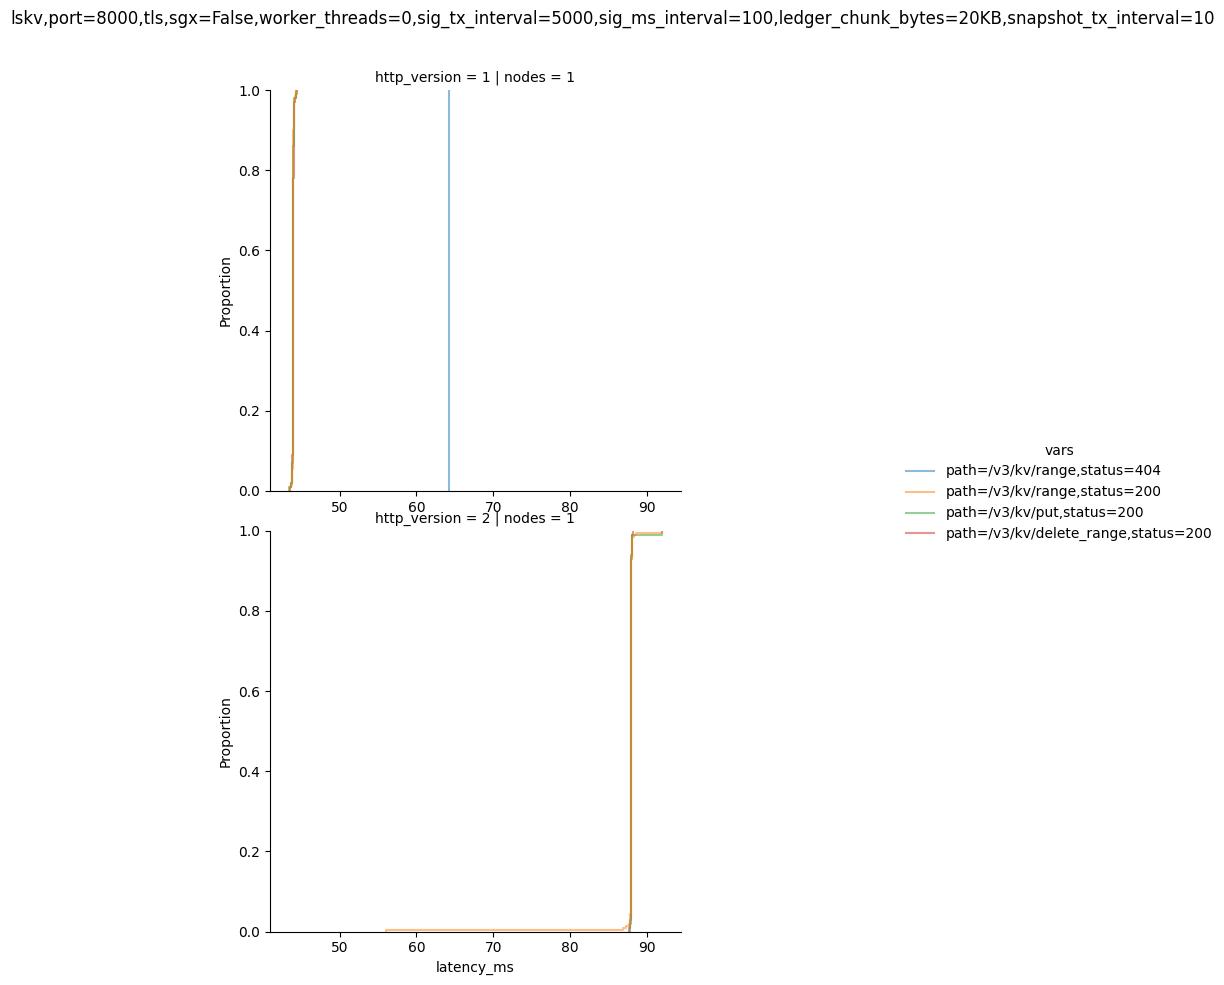 lskv,port=8000,tls,sgx=False,worker_threads=0,sig_tx_interval=5000,sig_ms_interval=100,ledger_chunk_bytes=20KB,snapshot_tx_interval=10
http_version = 1 | nodes = 1
1.0
0.8
0.6
0.4
0.2
0.0
Proportion
50 60 70 80 90
http_version = 2 | nodes = 1
1.0
0.8
0.6
0.4
0.2
0.0
Proportion
50 60 70 80 90
latency_ms
vars
path=/v3/kv/range,status=404
path=/v3/kv/range,status=200
path=/v3/kv/put,status=200
path=/v3/kv/delete_range,status=200